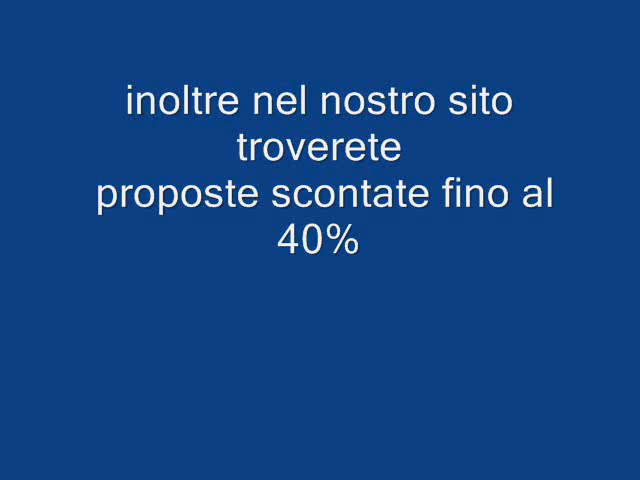 inoltre nel nostro sito
troverete
proposte scontate fino al
40%